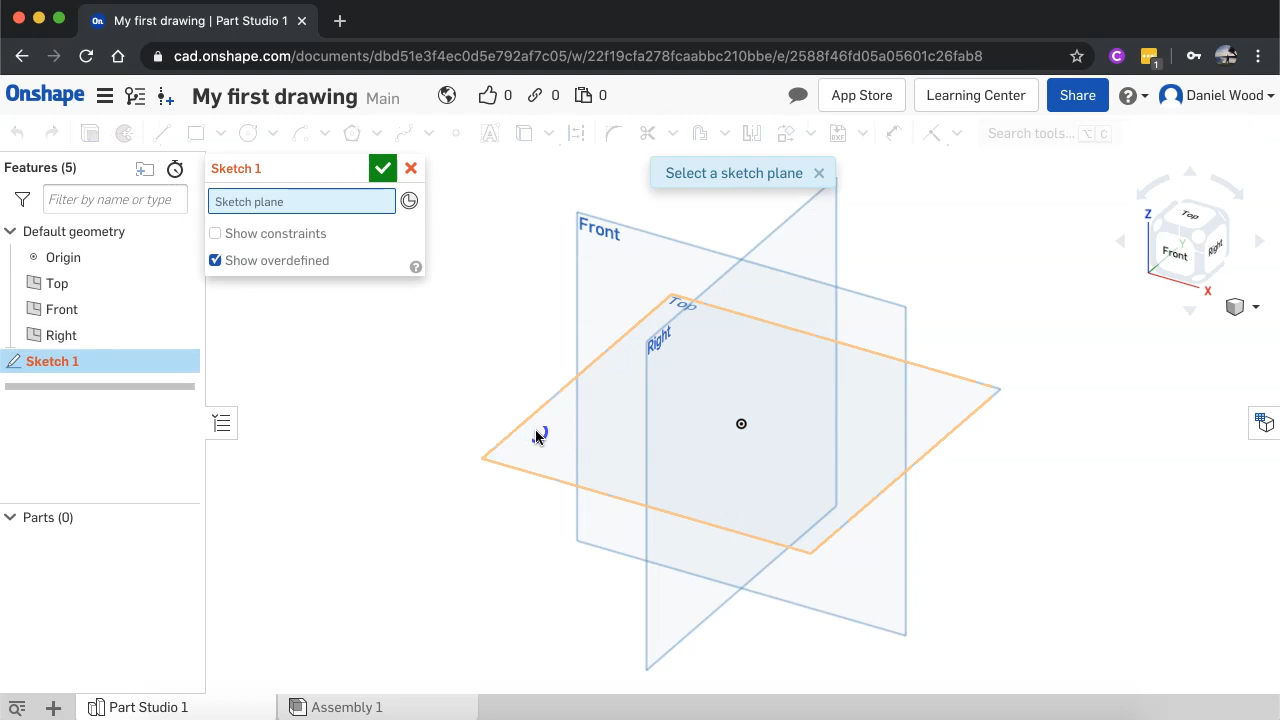 On My first drawing | Part Studio 1
cad.onshape.com/documents/dbd51e3f4ec0d5e792af7c05/w/22f19cfa278fcaabbc210bbe/e/2588f46fd05a05601c26fab8
1
Onshape My first drawing Main 0 0 0 App Store Learning Center Share Daniel Wood
Search tools... ⌥ C
Features (5)
Filter by name or type
Default geometry
Origin
Top
Front
Right
Sketch 1
Parts (0)
Sketch 1
Sketch plane
Show constraints
Show overdefined
Select a sketch plane
Front
Top
Right
Z
Top
Y
Front
Right
X
Part Studio 1
Assembly 1